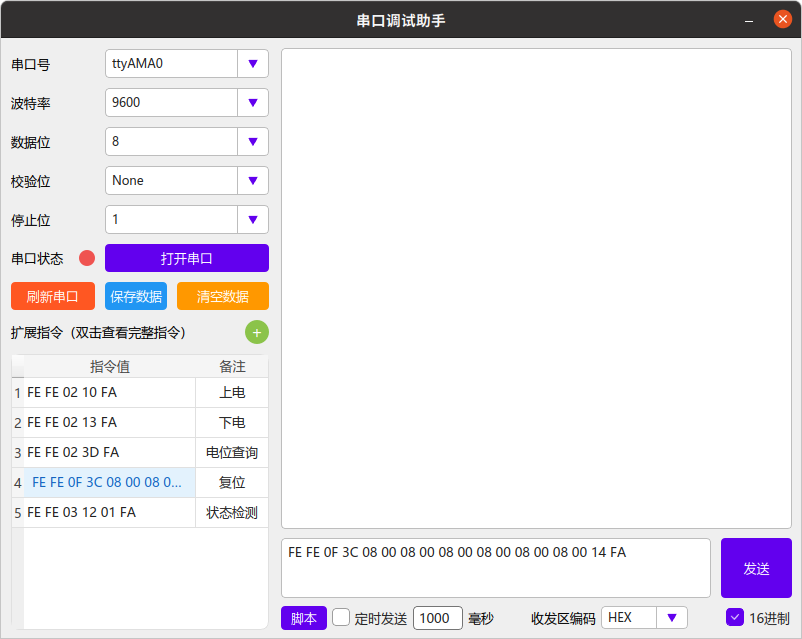 串口调试助手
串口号 ttyAMA0
波特率 9600
数据位 8
校验位 None
停止位 1
串口状态 打开串口
刷新串口 保存数据 清空数据
扩展指令（双击查看完整指令） +
指令值 备注
1 FE FE 02 10 FA 上电
2 FE FE 02 13 FA 下电
3 FE FE 02 3D FA 电位查询
4 FE FE 0F 3C 08 00 08 0... 复位
5 FE FE 03 12 01 FA 状态检测
FE FE 0F 3C 08 00 08 00 08 00 08 00 08 00 08 00 14 FA
发送
脚本 定时发送 1000 毫秒 收发区编码 HEX 16进制